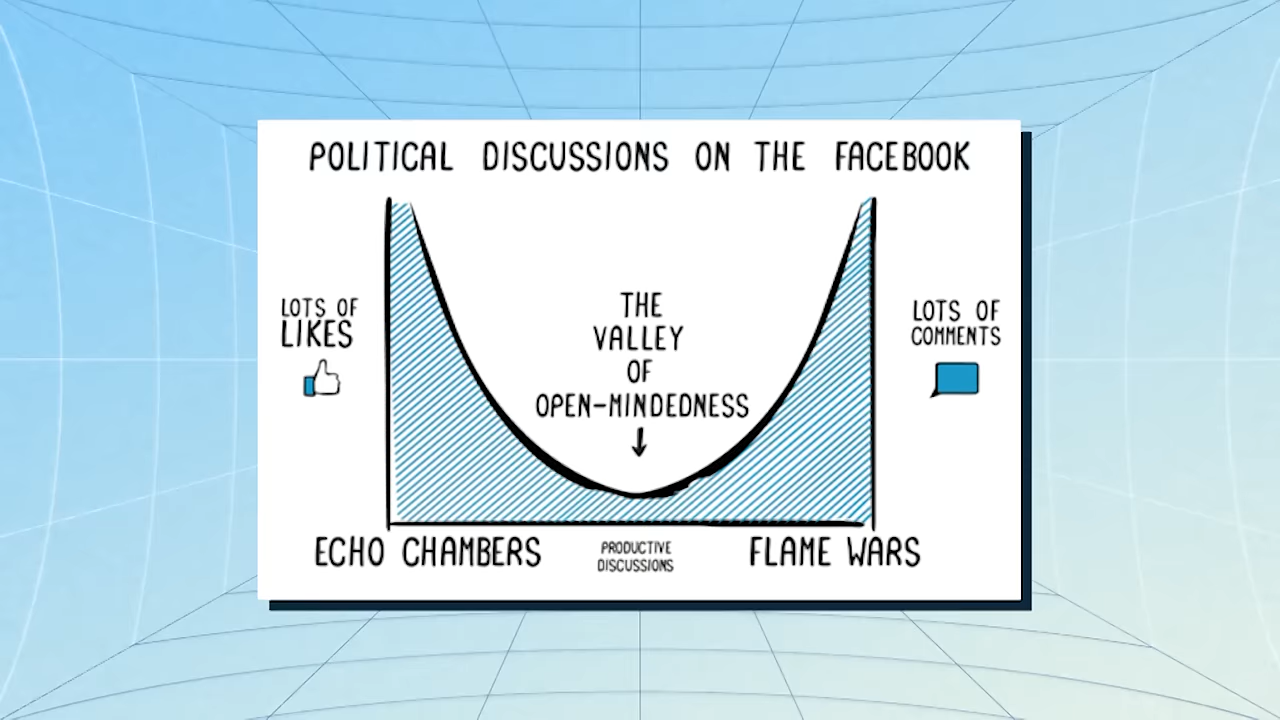 POLITICAL DISCUSSIONS ON THE FACEBOOK
LOTS OF
LIKES
THE
VALLEY
OF
OPEN-MINDEDNESS
LOTS OF
COMMENTS
ECHO CHAMBERS
PRODUCTIVE
DISCUSSIONS
FLAME WARS